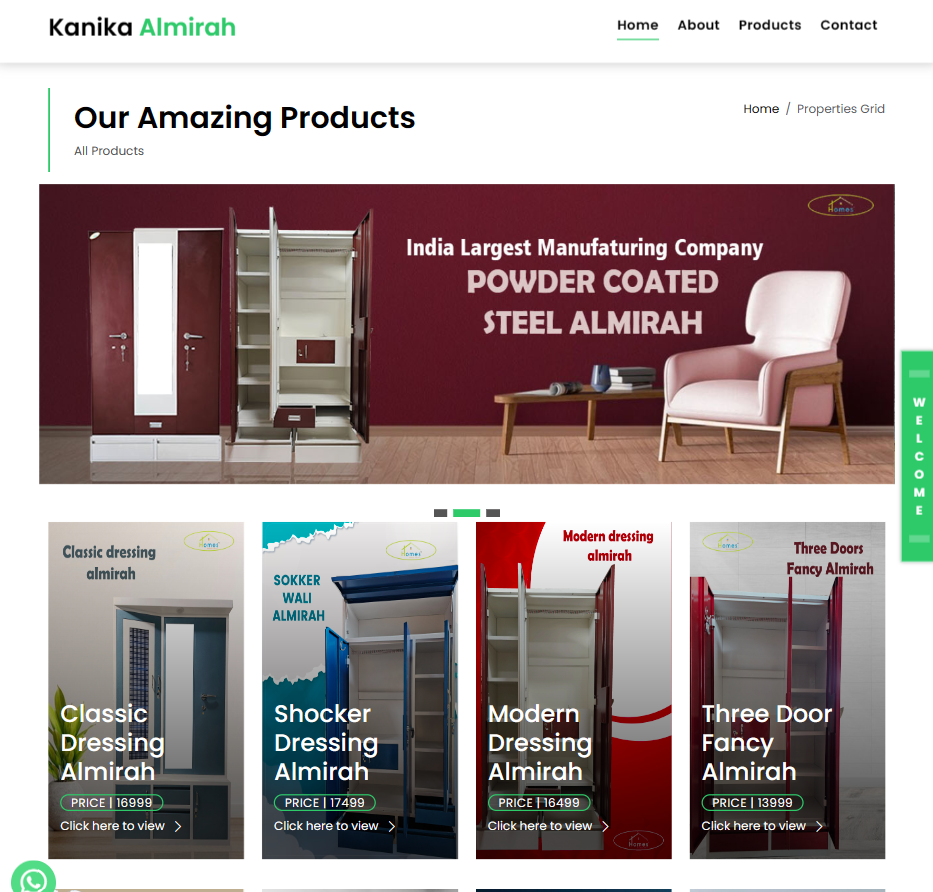 Kanika Almirah
Home
About
Products
Contact
Our Amazing Products
All Products
Home / Properties Grid
Homes
India Largest Manufaturing Company
POWDER COATED
STEEL ALMIRAH
WELCOME
Classic dressing
almirah
Homes
Classic
Dressing
Almirah
PRICE | 16999
Click here to view
Homes
SOKKER
WALI
ALMIRAH
Shocker
Dressing
Almirah
PRICE | 17499
Click here to view
Modern dressing
almirah
Modern
Dressing
Almirah
PRICE | 16499
Click here to view
Homes
Homes
Three Doors
Fancy Almirah
Three Door
Fancy
Almirah
PRICE | 13999
Click here to view